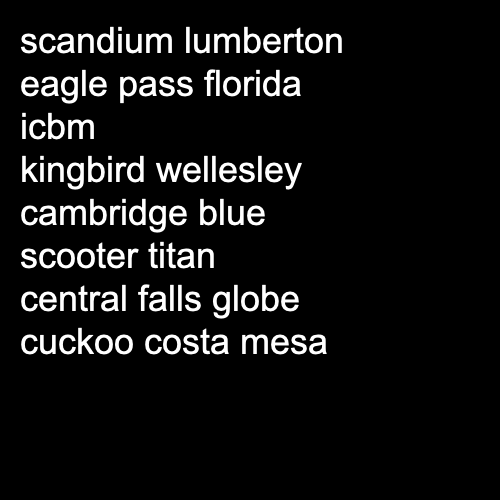 scandium lumberton
eagle pass florida
icbm
kingbird wellesley
cambridge blue
scooter titan
central falls globe
cuckoo costa mesa